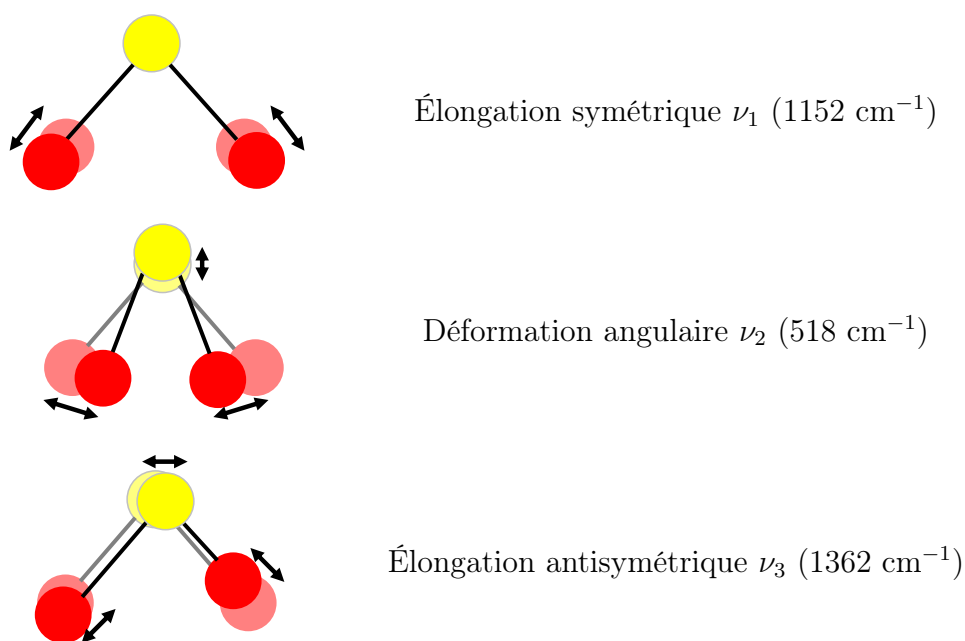 Élongation symétrique ν₁ (1152 cm⁻¹)
Déformation angulaire ν₂ (518 cm⁻¹)
Élongation antisymétrique ν₃ (1362 cm⁻¹)